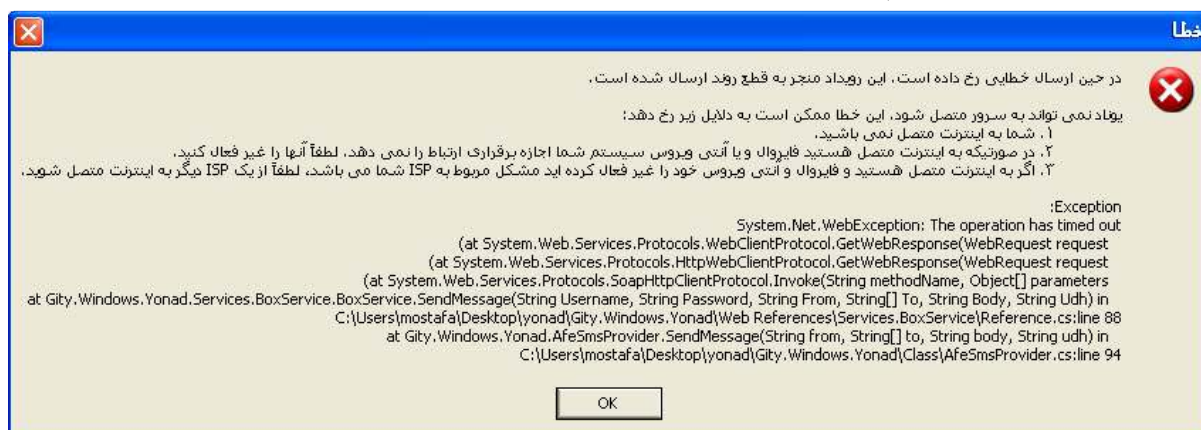 خطا
در حین ارسال خطایی رخ داده است، این رویداد منجر به قطع روند ارسال شده است.
یوناد نمی تواند به سرور متصل شود، این خطا ممکن است به دلایل زیر رخ دهد:
۱. شما به اینترنت متصل نمی باشید.
۲. در صورتیکه به اینترنت متصل هستید فایروال و یا آنتی ویروس سیستم شما اجازه برقراری ارتباط را نمی دهد، لطفاً آنها را غیر فعال کنید.
۳. اگر به اینترنت متصل هستید و فایروال و آنتی ویروس خود را غیر فعال کرده اید مشکل مربوط به ISP شما می باشد، لطفاً از یک ISP دیگر به اینترنت متصل شوید.
:Exception
System.Net.WebException: The operation has timed out
(at System.Web.Services.Protocols.WebClientProtocol.GetWebResponse(WebRequest request
(at System.Web.Services.Protocols.HttpWebClientProtocol.GetWebResponse(WebRequest request
(at System.Web.Services.Protocols.SoapHttpClientProtocol.Invoke(String methodName, Object[] parameters
at Gity.Windows.Yonad.Services.BoxService.BoxService.SendMessage(String Username, String Password, String From, String[] To, String Body, String Udh) in
C:\Users\mostafa\Desktop\yonad\Gity.Windows.Yonad\Web References\Services.BoxService\Reference.cs:line 88
at Gity.Windows.Yonad.AfeSmsProvider.SendMessage(String from, String[] to, String body, String udh) in
C:\Users\mostafa\Desktop\yonad\Gity.Windows.Yonad\Class\AfeSmsProvider.cs:line 94
OK